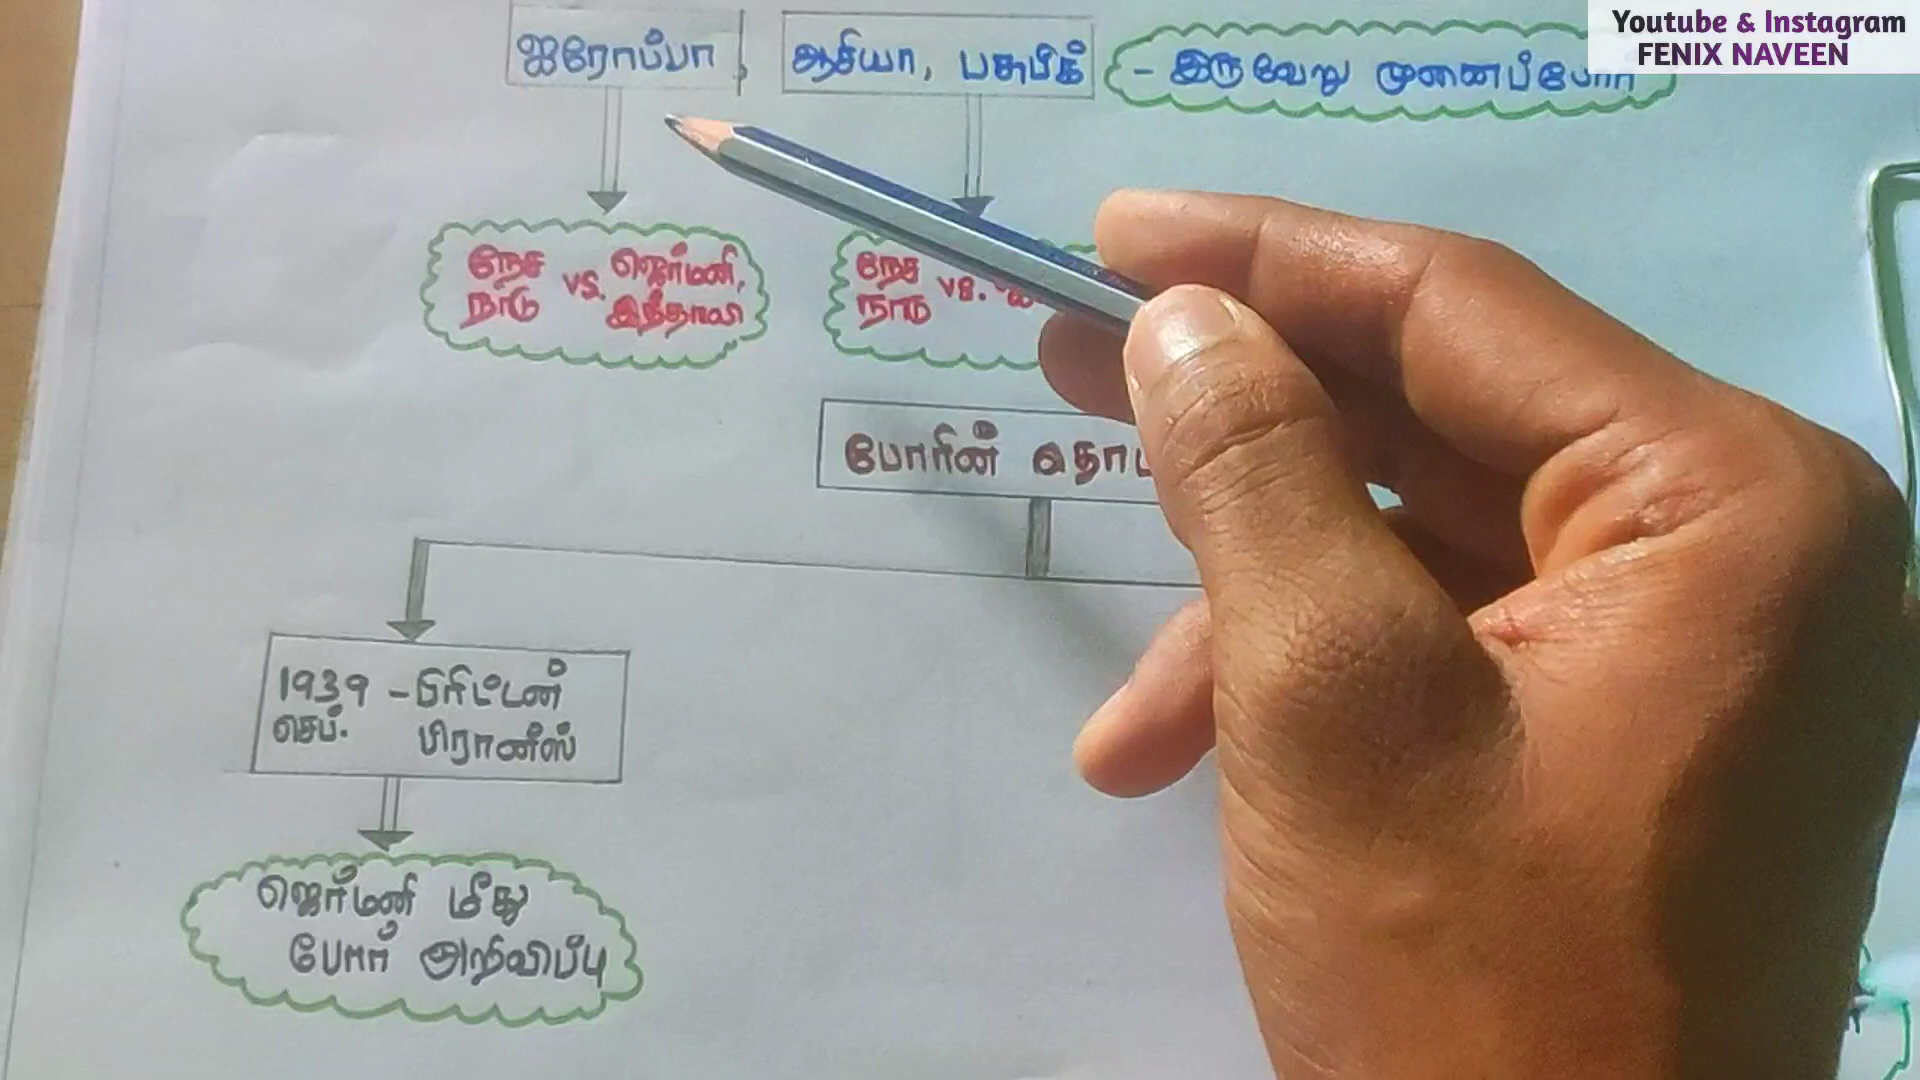 Youtube & Instagram
FENIX NAVEEN
ஐரோப்பா
ஆசியா, பசுபிக்
- இருவேறு முனைப்போர்
நேச
நாடு
vs.
ஜெர்மனி,
இத்தாலி
நேச
நாடு
vs.
போரின்
1939 - பிரிட்டன்
செப். பிரான்ஸ்
ஜெர்மனி மீது
போர் அறிவிப்பு